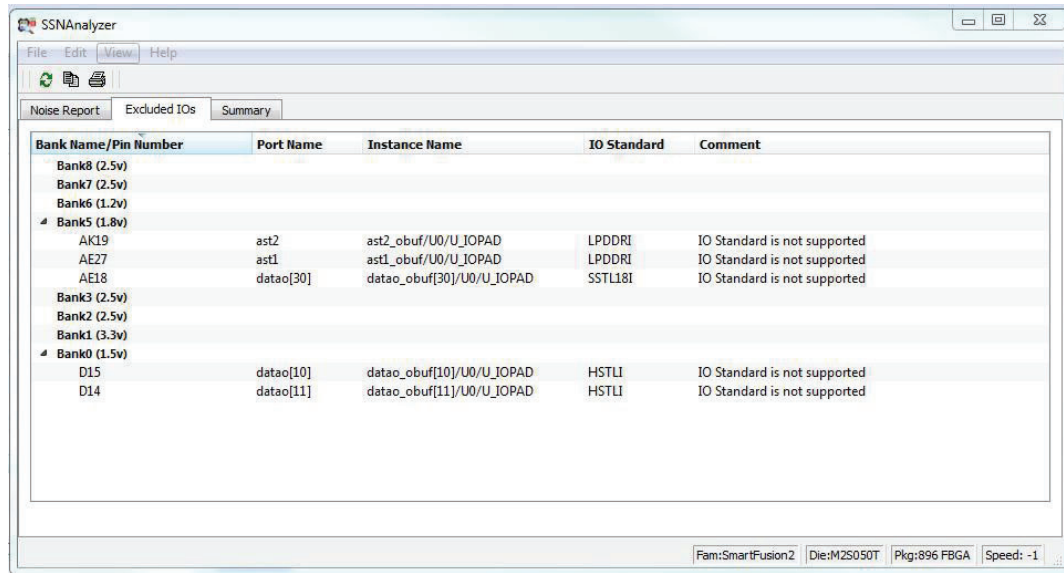 SSNAnalyzer
File Edit View Help
Noise Report Excluded IOs Summary
Bank Name/Pin Number Port Name Instance Name IO Standard Comment
Bank8 (2.5v)
Bank7 (2.5v)
Bank6 (1.2v)
Bank5 (1.8v)
AK19 ast2 ast2_obuf/U0/U_IOPAD LPDDRI IO Standard is not supported
AE27 ast1 ast1_obuf/U0/U_IOPAD LPDDRI IO Standard is not supported
AE18 datao[30] datao_obuf[30]/U0/U_IOPAD SSTL18I IO Standard is not supported
Bank3 (2.5v)
Bank2 (2.5v)
Bank1 (3.3v)
Bank0 (1.5v)
D15 datao[10] datao_obuf[10]/U0/U_IOPAD HSTLI IO Standard is not supported
D14 datao[11] datao_obuf[11]/U0/U_IOPAD HSTLI IO Standard is not supported
Fam:SmartFusion2 Die:M2S050T Pkg:896 FBGA Speed: -1